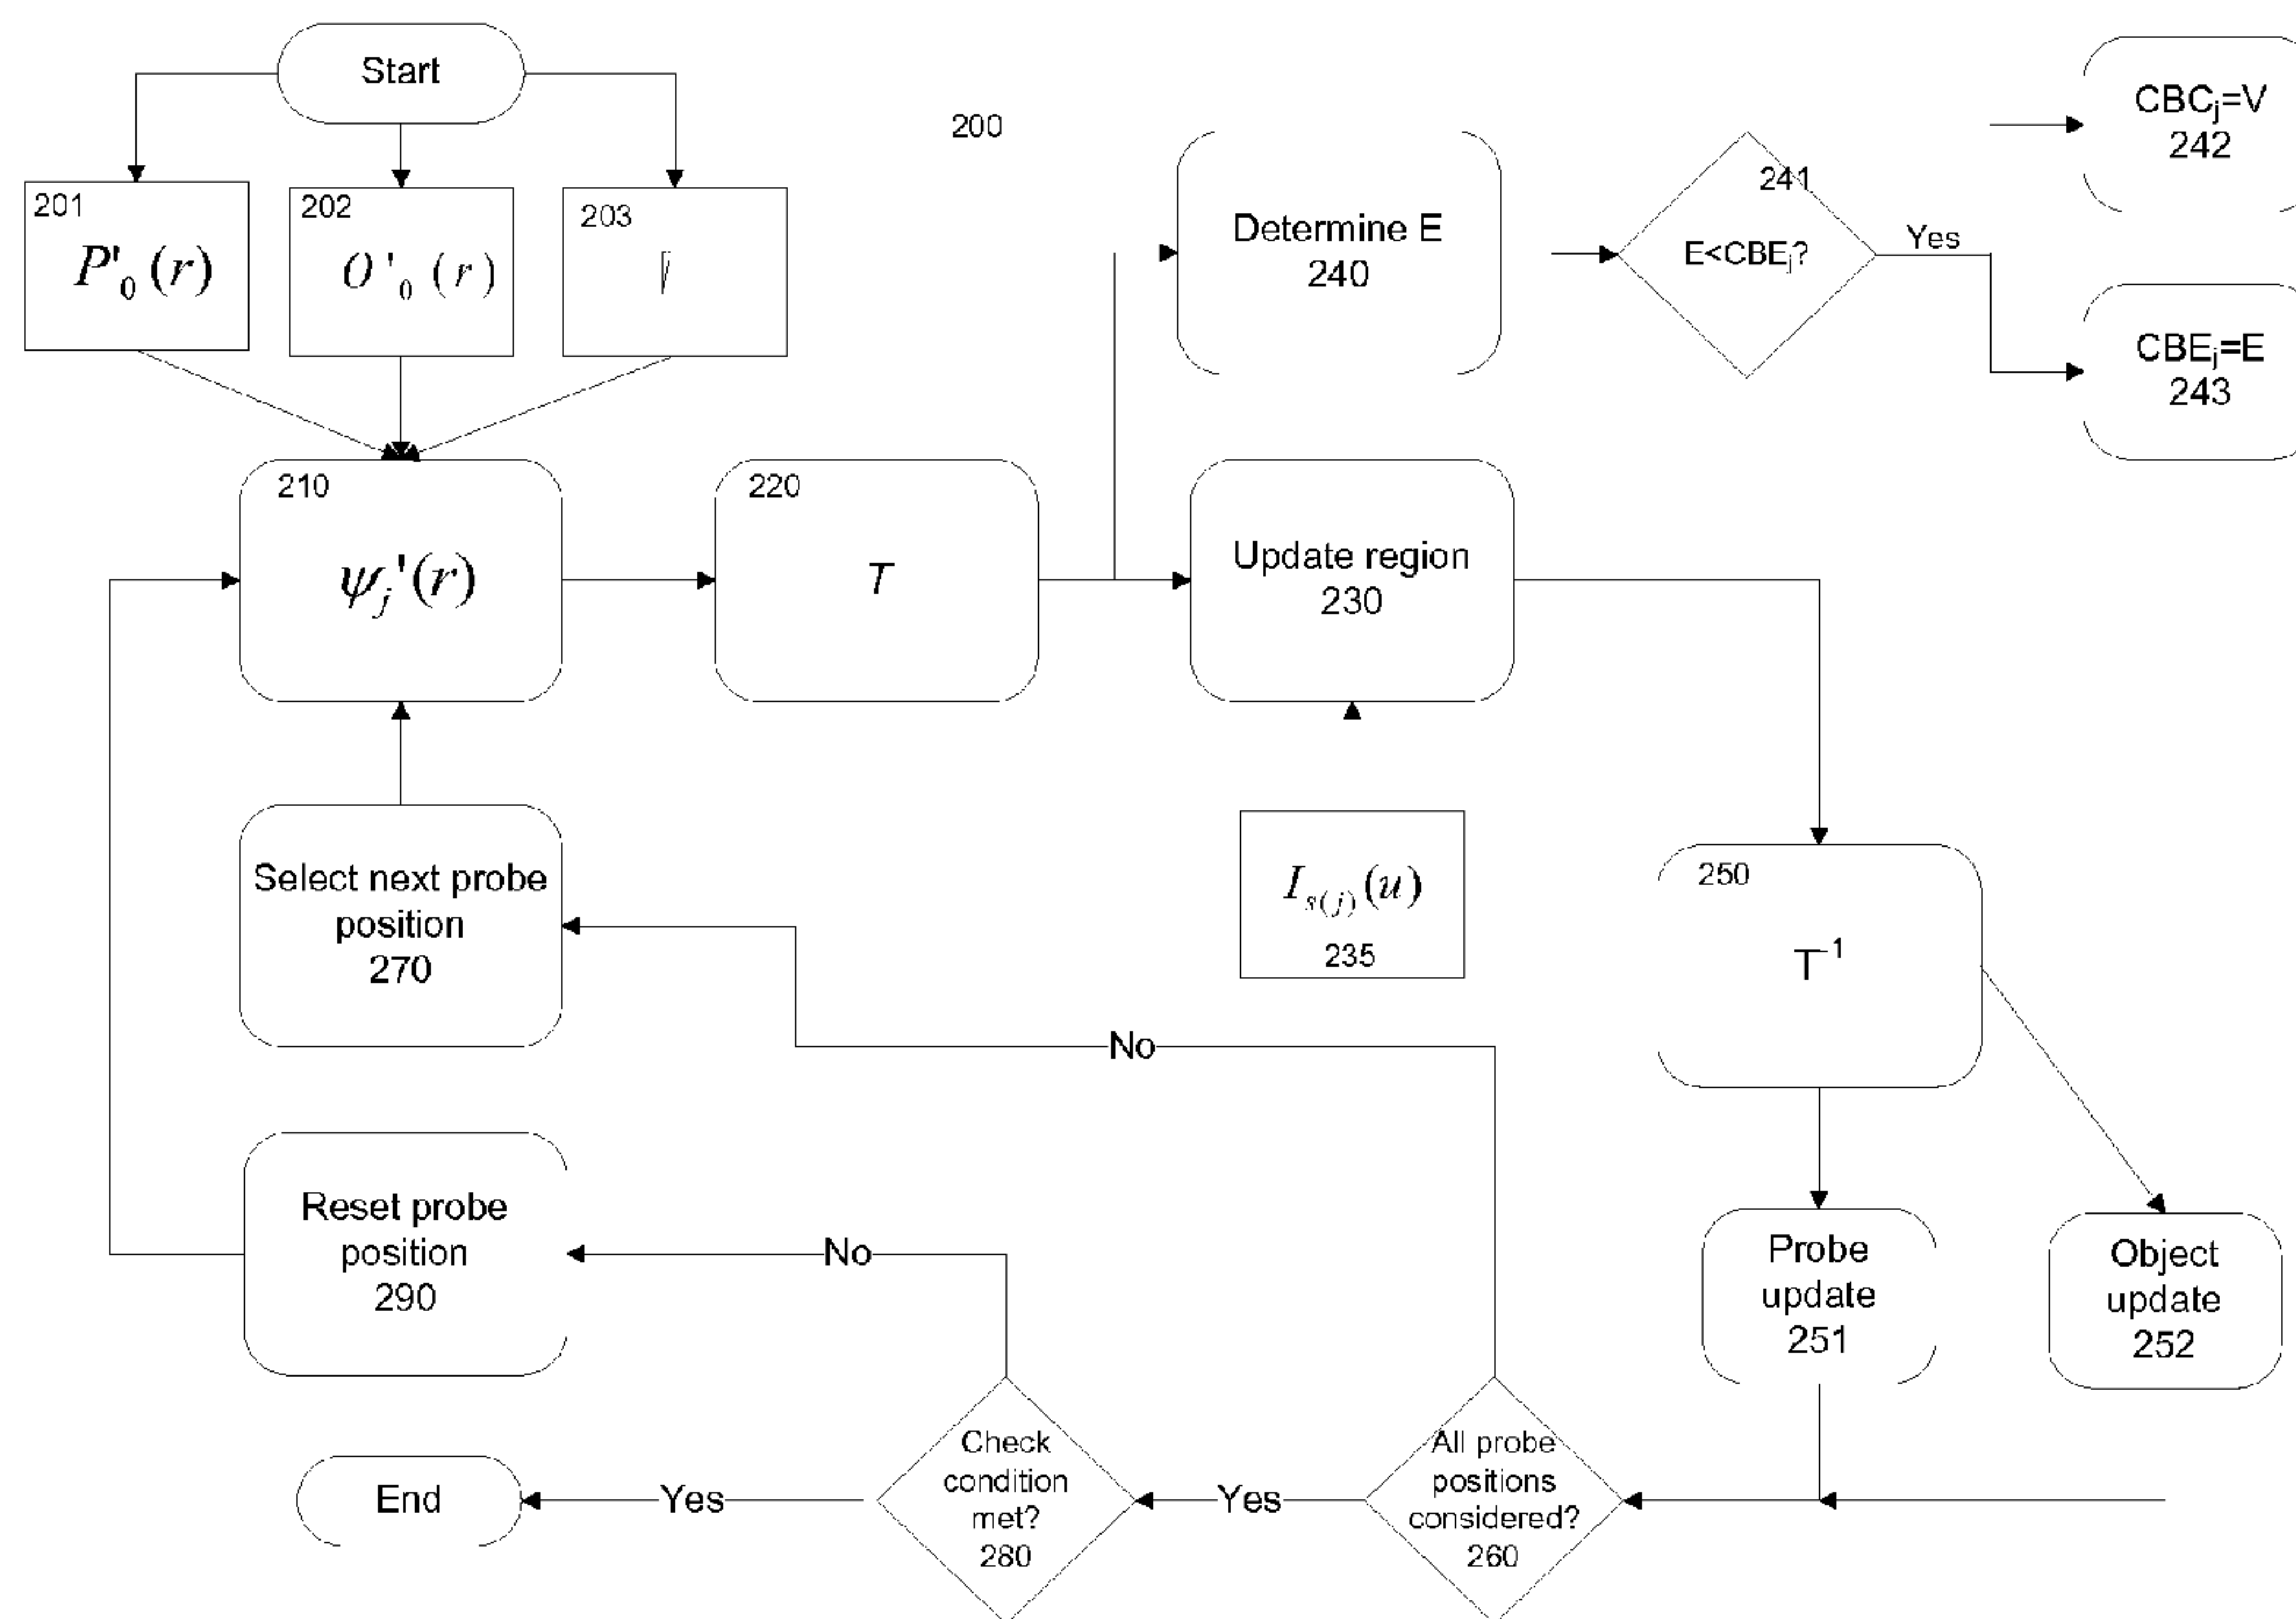 Start
200
CBCj=V
242
201
P'0(r)
202
O'0(r)
203
Determine E
240
241
E<CBEj?
Yes
CBEj=E
243
210
ψj'(r)
220
T
Update region
230
Select next probe
position
270
Is(j)(u)
235
250
T-1
No
Reset probe
position
290
No
Probe
update
251
Object
update
252
End
Yes
Check
condition
met?
280
Yes
All probe
positions
considered?
260